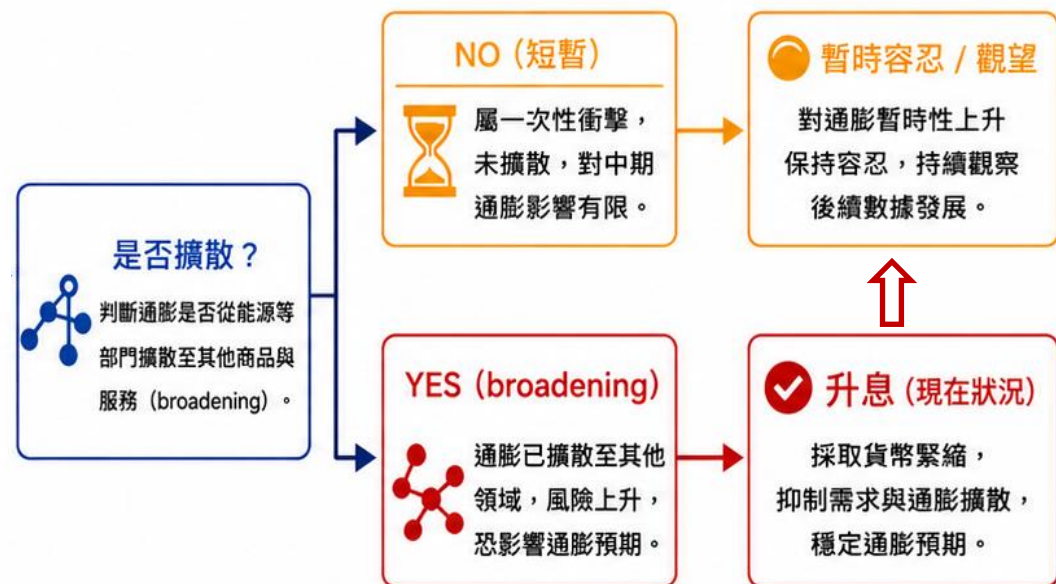 是否擴散？
判斷通膨是否從能源等
部門擴散至其他商品與
服務（broadening）。
NO（短暫）
屬一次性衝擊，
未擴散，對中期
通膨影響有限。
暫時容忍 / 觀望
對通膨暫時性上升
保持容忍，持續觀察
後續數據發展。
YES（broadening）
通膨已擴散至其他
領域，風險上升，
恐影響通膨預期。
升息（現在狀況）
採取貨幣緊縮，
抑制需求與通膨擴散，
穩定通膨預期。